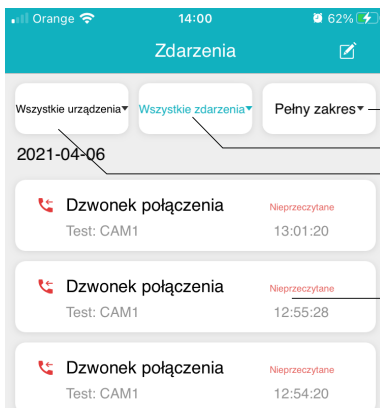 Orange 14:00 62%
Zdarzenia
Wszystkie urządzenia Wszystkie zdarzenia Pełny zakres
2021-04-06
Dzwonek połączenia Nieprzeczytane
Test: CAM1 13:01:20
Dzwonek połączenia Nieprzeczytane
Test: CAM1 12:55:28
Dzwonek połączenia Nieprzeczytane
Test: CAM1 12:54:20